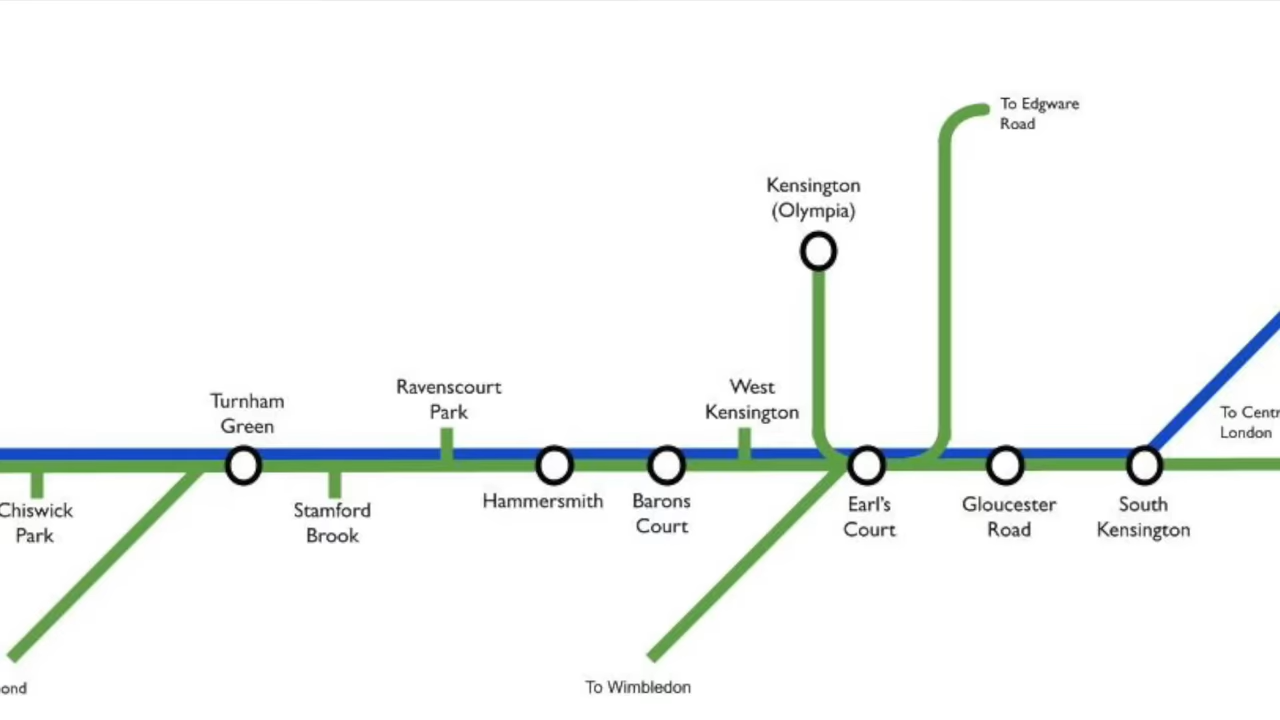 To Edgware
Road
Kensington
(Olympia)
Ravenscourt
Park
West
Kensington
Turnham
Green
To Centr
London
Chiswick
Park
Stamford
Brook
Hammersmith
Barons
Court
Earl's
Court
Gloucester
Road
South
Kensington
ond
To Wimbledon